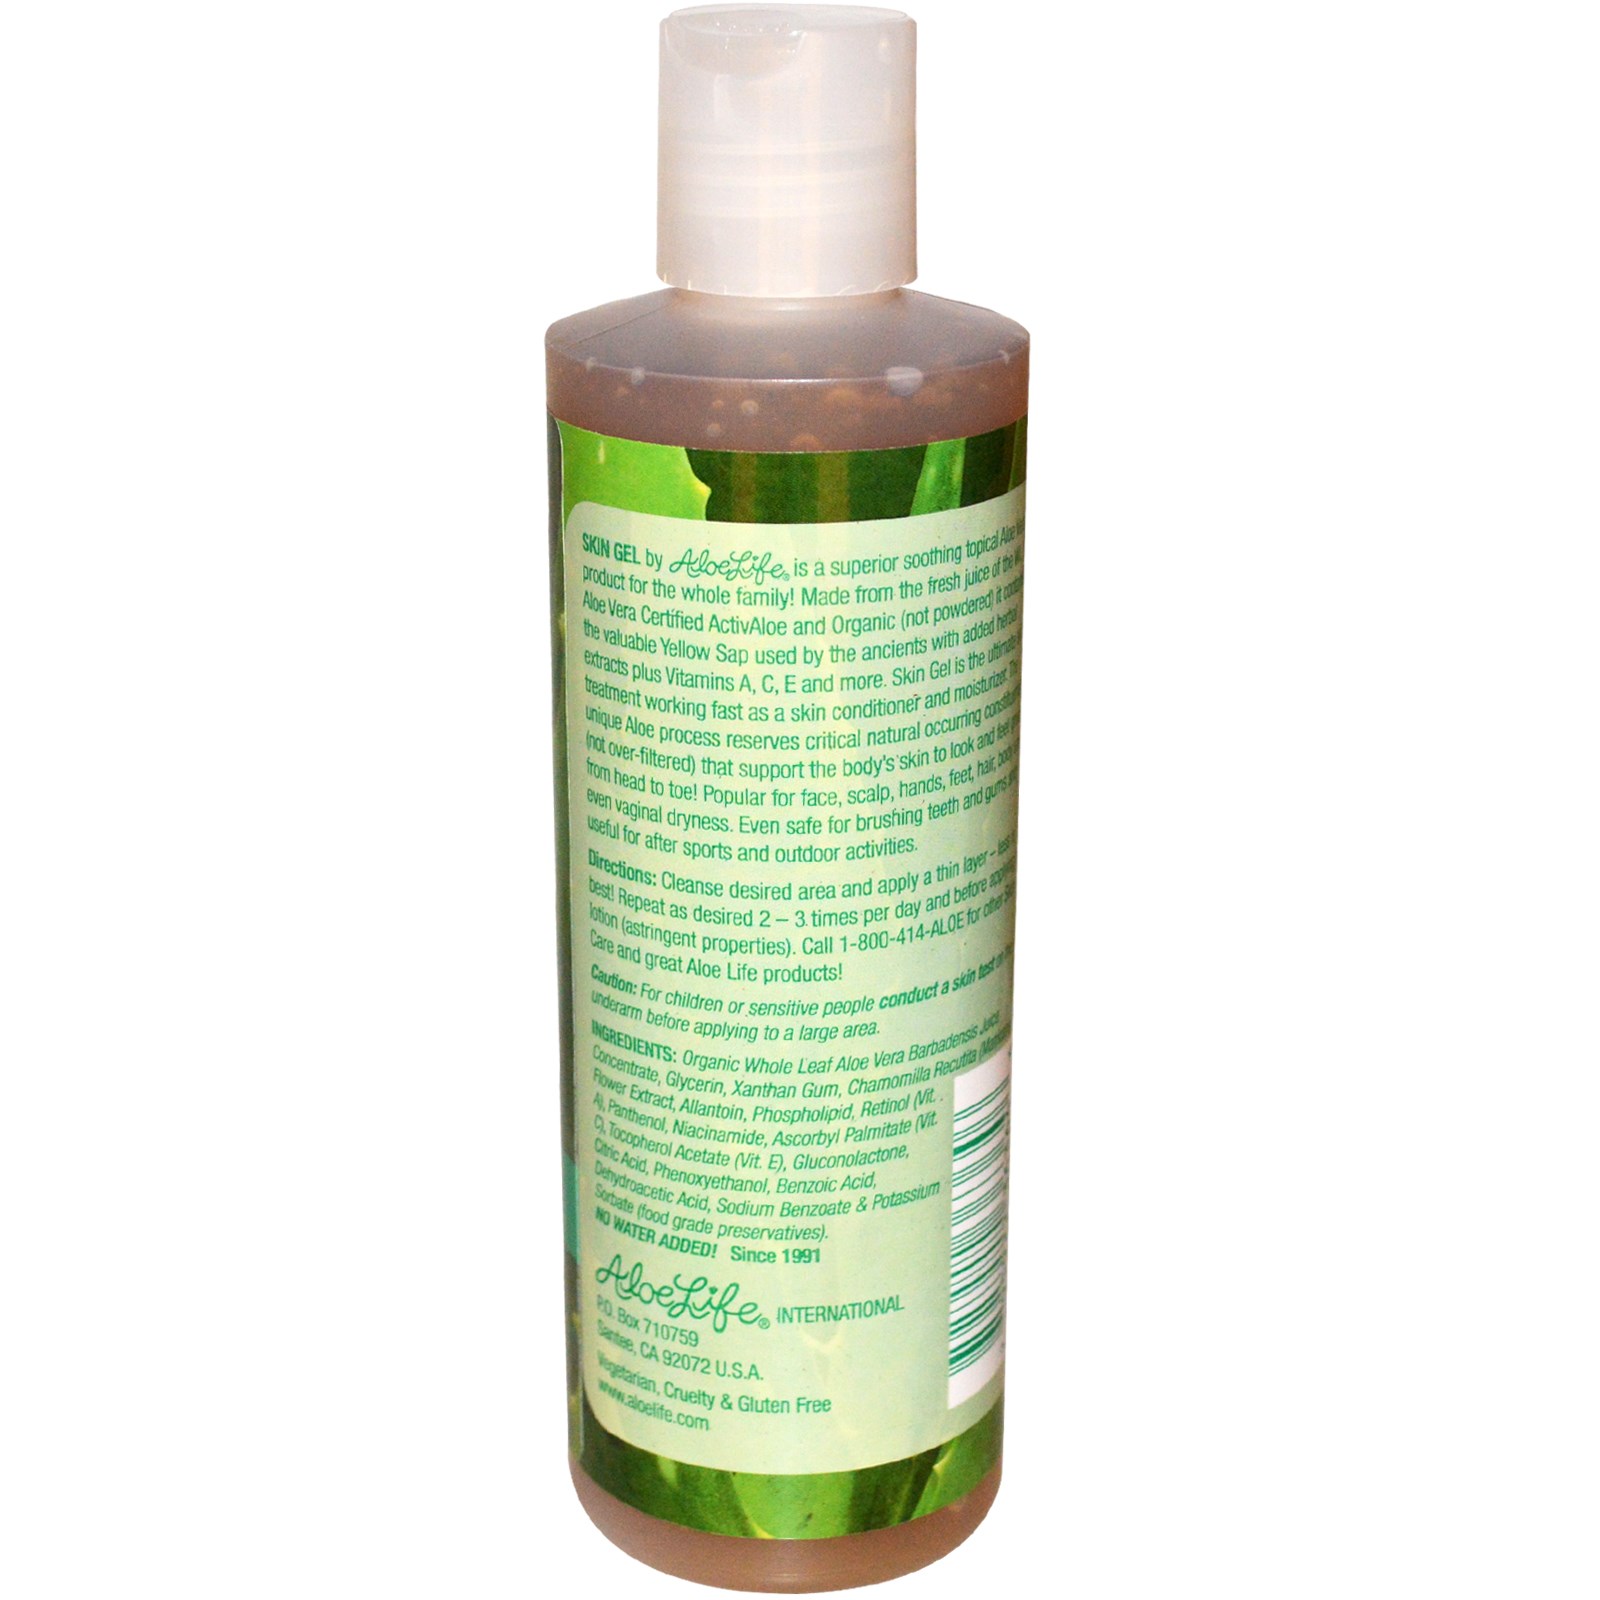 SKIN GEL by AloeLife® is a superior soothing topical Aloe
product for the whole family! Made from the fresh juice of the
Aloe Vera Certified ActivAloe and Organic (not powdered) it
the valuable Yellow Sap used by the ancients with added herbal
extracts plus Vitamins A, C, E and more. Skin Gel is the ultimate
treatment working fast as a skin conditioner and moisturizer. The
unique Aloe process reserves critical natural occurring
(not over-filtered) that support the body's skin to look and feel
from head to toe! Popular for face, scalp, hands, feet, hair, body
even vaginal dryness. Even safe for brushing teeth and gums
useful for after sports and outdoor activities.
Directions: Cleanse desired area and apply a thin layer – less
best! Repeat as desired 2 – 3 times per day and before
lotion (astringent properties). Call 1-800-414-ALOE for other
Care and great Aloe Life products!
Caution: For children or sensitive people conduct a skin test on
underarm before applying to a large area.
INGREDIENTS: Organic Whole Leaf Aloe Vera Barbadensis Juice
Concentrate, Glycerin, Xanthan Gum, Chamomilla Recutita
Flower Extract, Allantoin, Phospholipid, Retinol (Vit.
A), Panthenol, Niacinamide, Ascorbyl Palmitate (Vit.
C), Tocopherol Acetate (Vit. E), Gluconolactone,
Citric Acid, Phenoxyethanol, Benzoic Acid,
Dehydroacetic Acid, Sodium Benzoate & Potassium
Sorbate (food grade preservatives).
NO WATER ADDED! Since 1991
AloeLife® INTERNATIONAL
P.O. Box 710759
Santee, CA 92072 U.S.A.
Vegetarian, Cruelty & Gluten Free
www.aloelife.com